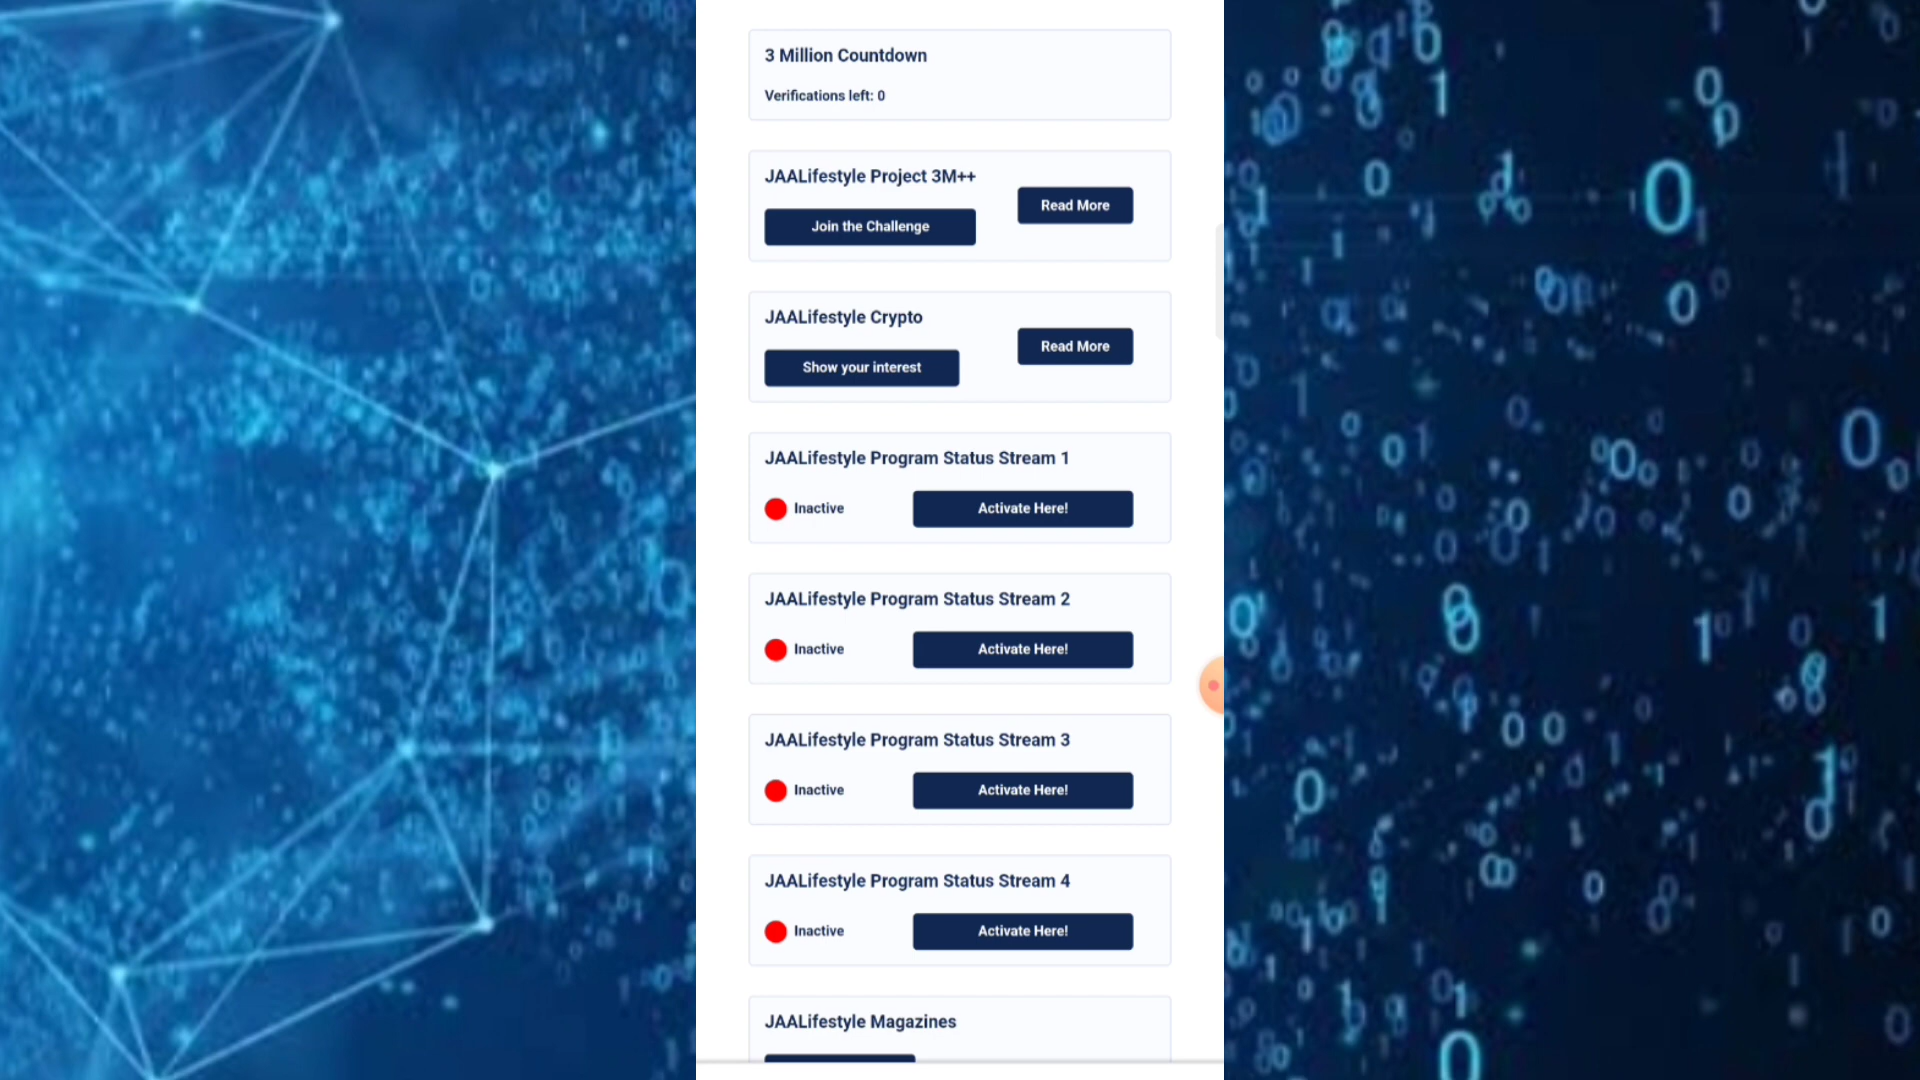 3 Million Countdown
Verifications left: 0
JAALifestyle Project 3M++
Read More
Join the Challenge
JAALifestyle Crypto
Read More
Show your interest
JAALifestyle Program Status Stream 1
Inactive
Activate Here!
JAALifestyle Program Status Stream 2
Inactive
Activate Here!
JAALifestyle Program Status Stream 3
Inactive
Activate Here!
JAALifestyle Program Status Stream 4
Inactive
Activate Here!
JAALifestyle Magazines